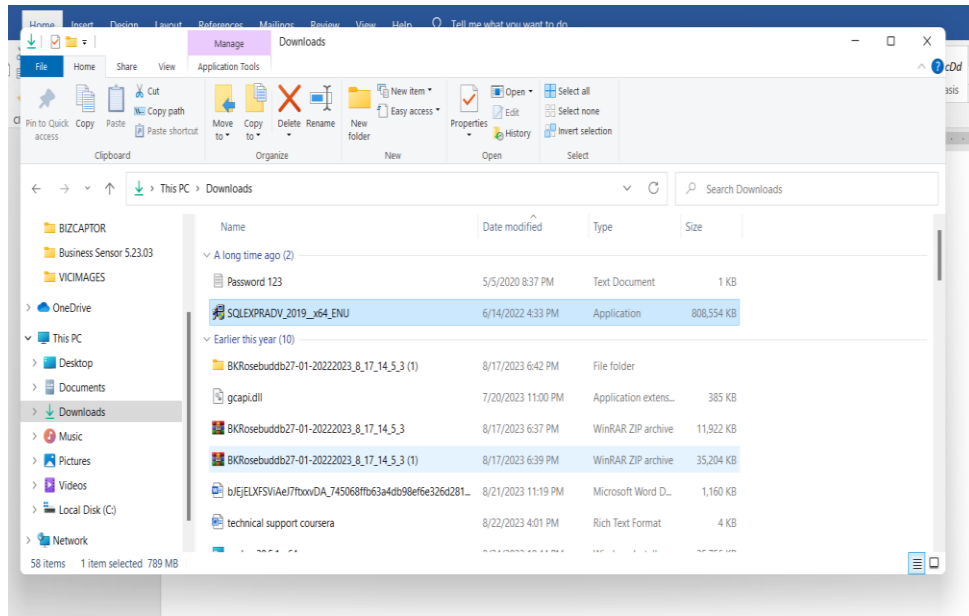 Home Insert Design Layout References Mailings Review View Help Tell me what you want to do
Manage Downloads
File Home Share View Application Tools
cDd
asis
Pin to Quick access
Copy
Paste
Cut
Copy path
Paste shortcut
Move to
Copy to
Delete
Rename
New folder
New item
Easy access
Properties
Open
Edit
History
Select all
Select none
Invert selection
Clipboard Organize New Open Select
This PC > Downloads
Search Downloads
Name Date modified Type Size
BIZCAPTOR
Business Sensor 5.23.03
VICIMAGES
OneDrive
This PC
Desktop
Documents
Downloads
Music
Pictures
Videos
Local Disk (C:)
Network
A long time ago (2)
Password 123 5/5/2020 8:37 PM Text Document 1 KB
SQLEXPRADV_2019_x64_ENU 6/14/2022 4:33 PM Application 808,554 KB
Earlier this year (10)
BKRosebuddb27-01-20222023_8_17_14_5_3 (1) 8/17/2023 6:42 PM File folder
gcapi.dll 7/20/2023 11:00 PM Application extens... 385 KB
BKRosebuddb27-01-20222023_8_17_14_5_3 8/17/2023 6:37 PM WinRAR ZIP archive 11,922 KB
BKRosebuddb27-01-20222023_8_17_14_5_3 (1) 8/17/2023 6:39 PM WinRAR ZIP archive 35,204 KB
bJEjELXFSViAeJ7ftxxvDA_745068ffb63a4db98ef6e326d281... 8/21/2023 11:19 PM Microsoft Word D... 1,160 KB
technical support coursera 8/22/2023 4:01 PM Rich Text Format 4 KB
58 items 1 item selected 789 MB